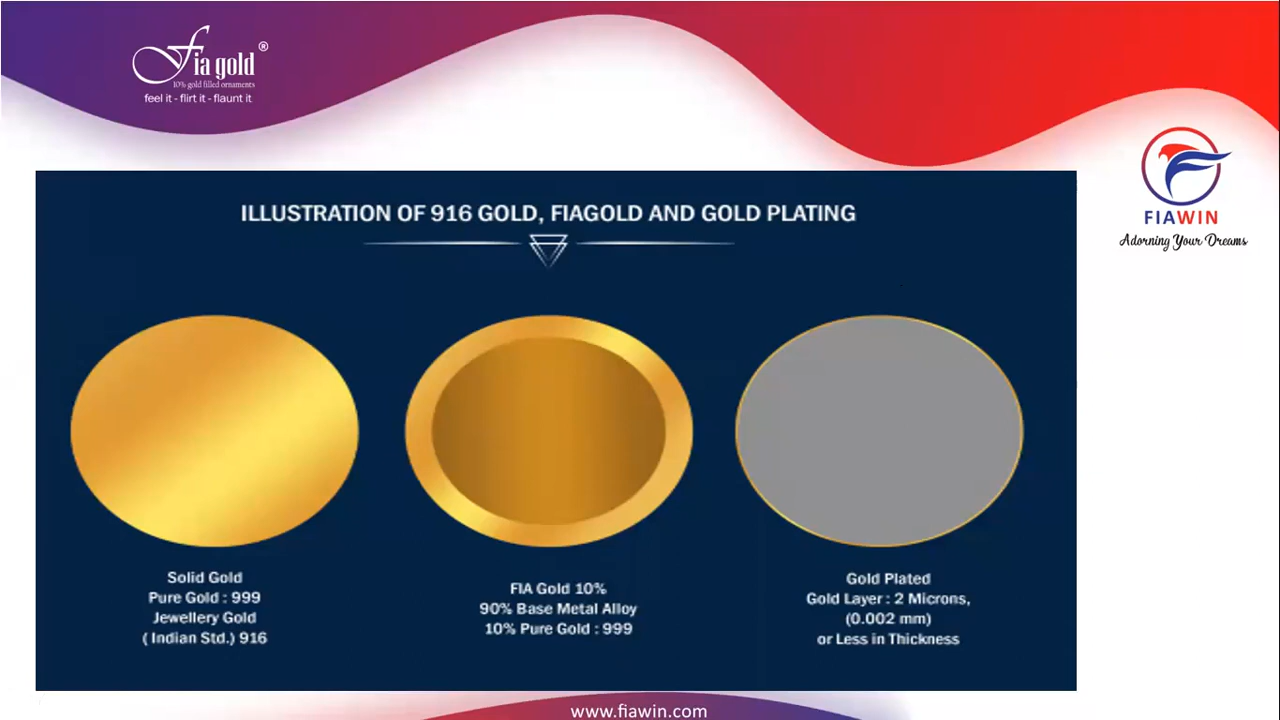 Fia gold®
10% gold filled ornaments
feel it - flirt it - flaunt it
FIAWIN
Adorning Your Dreams
ILLUSTRATION OF 916 GOLD, FIAGOLD AND GOLD PLATING
Solid Gold
Pure Gold : 999
Jewellery Gold
( Indian Std.) 916
FIA Gold 10%
90% Base Metal Alloy
10% Pure Gold : 999
Gold Plated
Gold Layer : 2 Microns,
(0.002 mm)
or Less in Thickness
www.fiawin.com